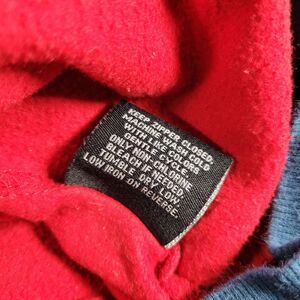 KEEP ZIPPER CLOSED.
MACHINE WASH COLD
WITH LIKE COLORS
GENTLE CYCLE.
ONLY NON-CHLORINE
BLEACH IF NEEDED.
TUMBLE DRY LOW.
LOW IRON ON REVERSE.